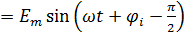 = E_m sin (ωt + φ_i − π/2)